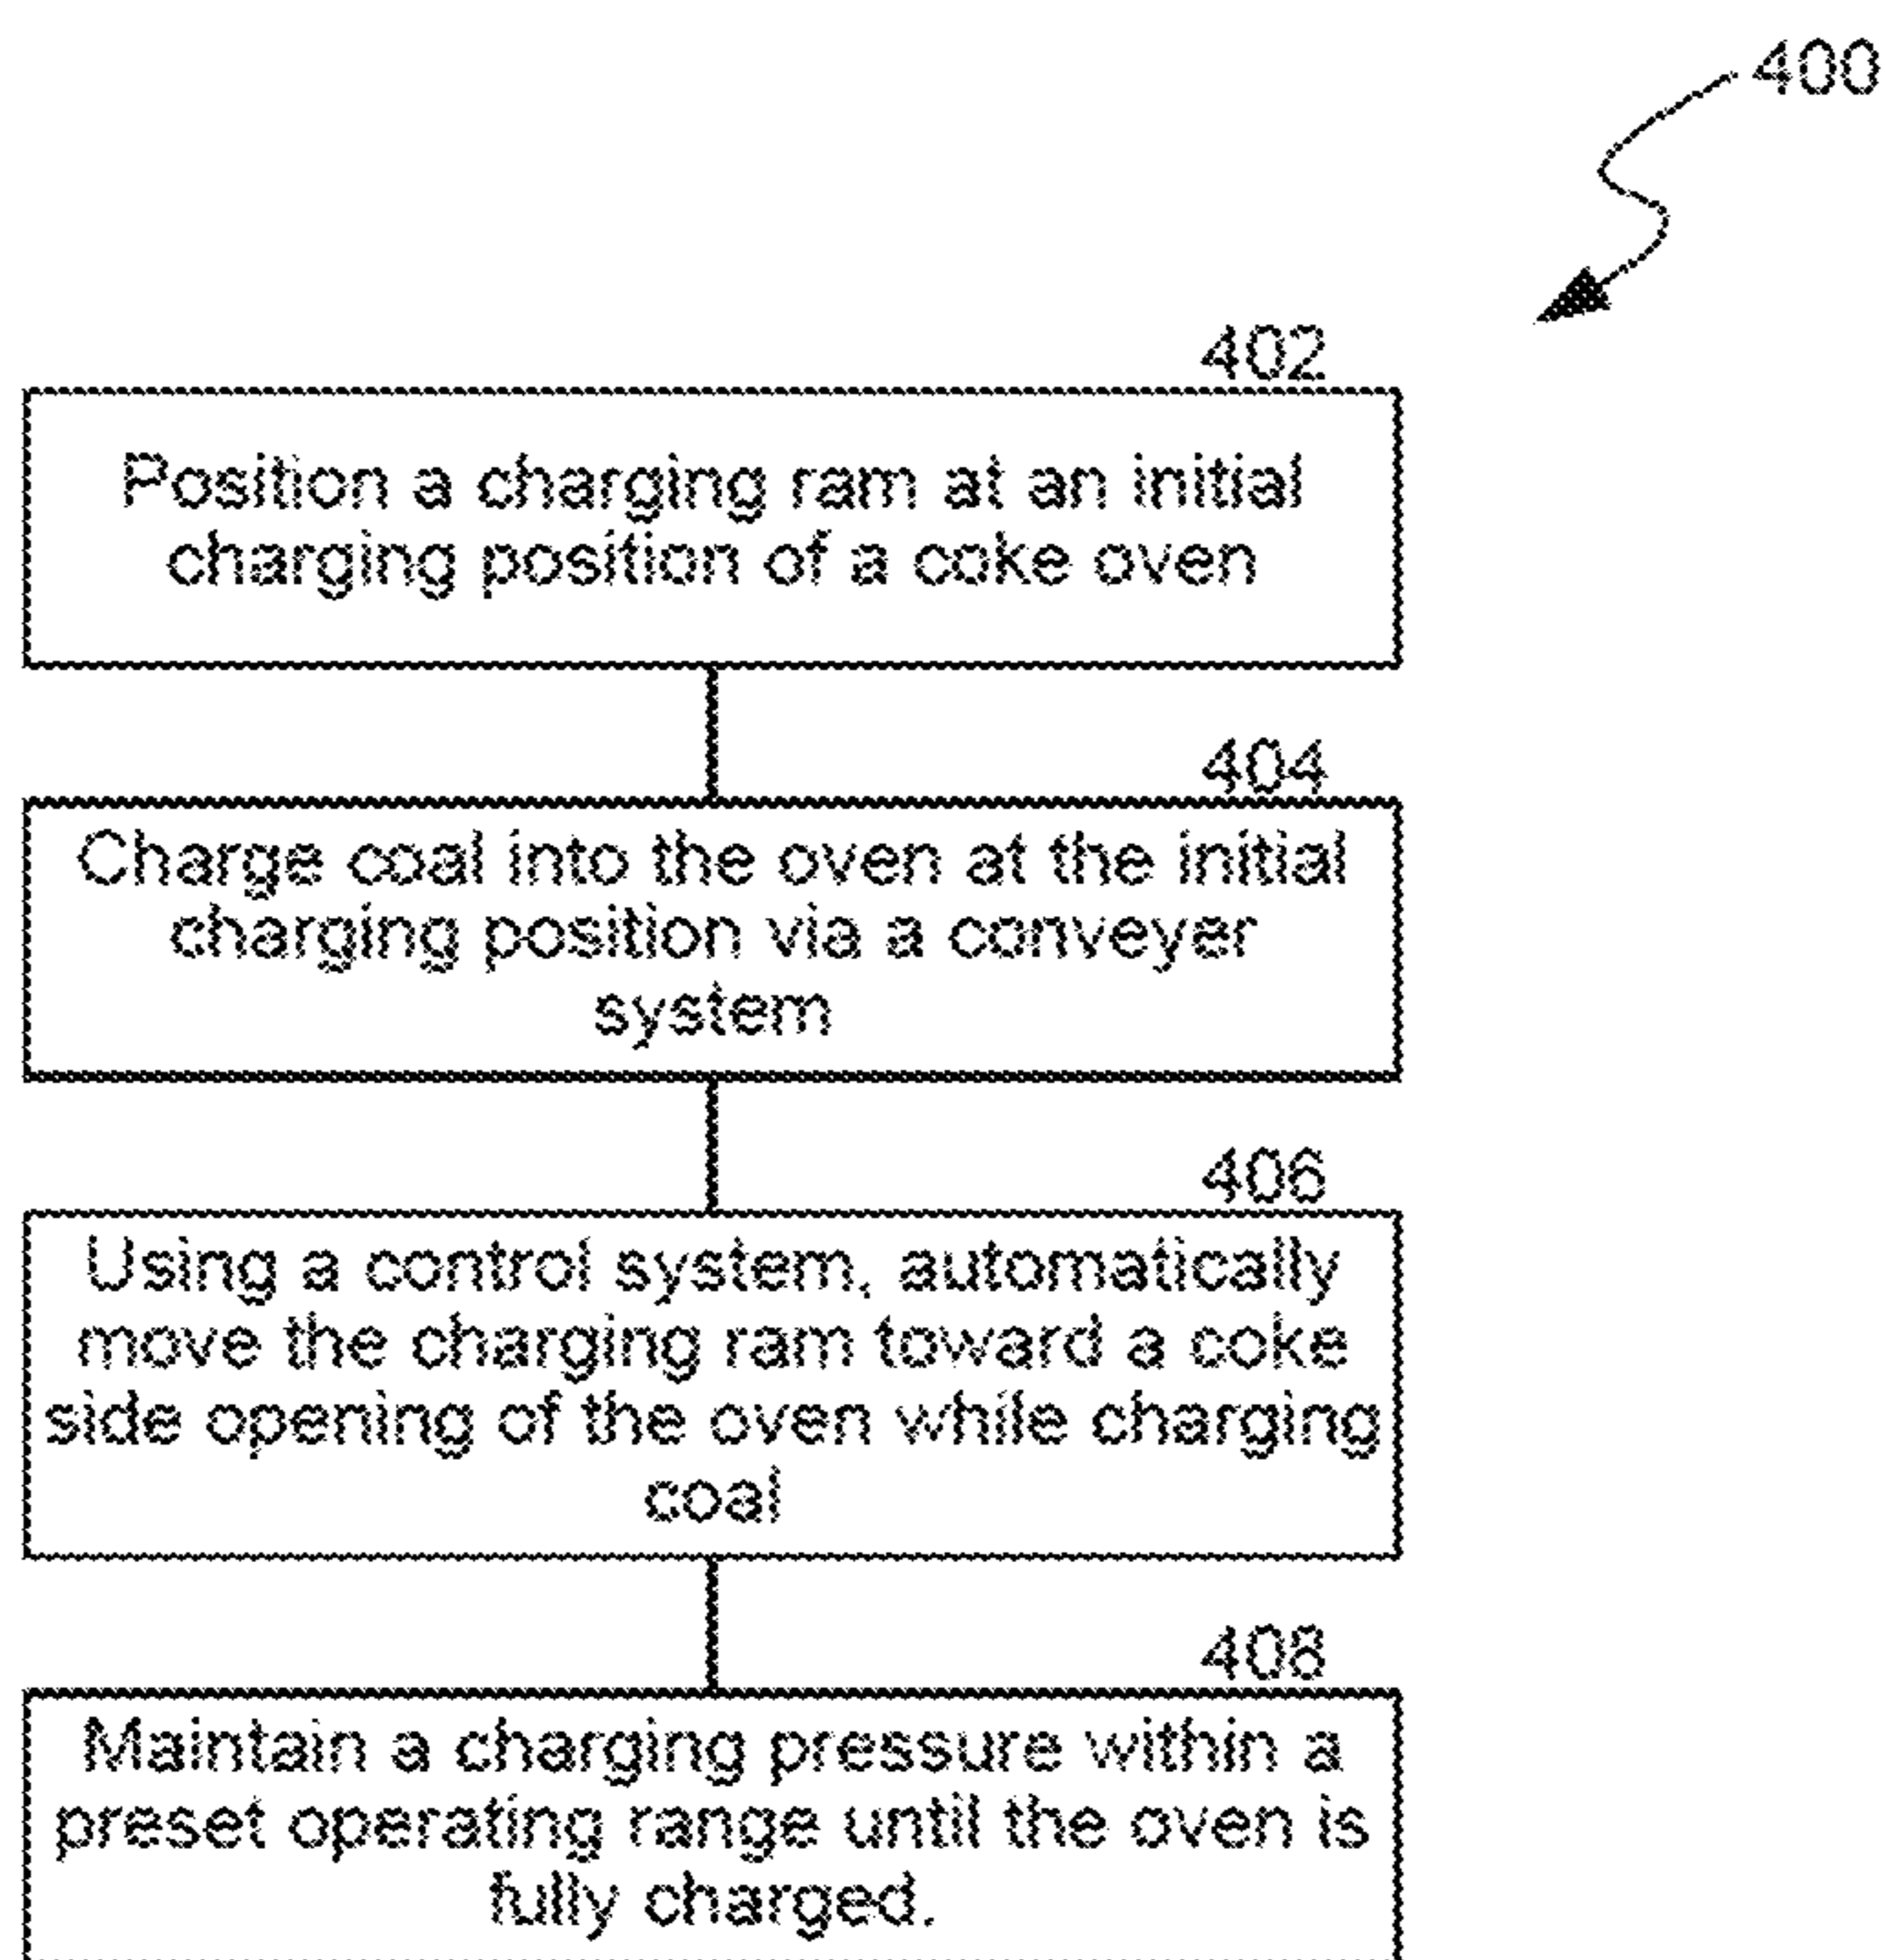 400
402
Position a charging ram at an initial
charging position of a coke oven
404
Charge coal into the oven at the initial
charging position via a conveyer
system
406
Using a control system, automatically
move the charging ram toward a coke
side opening of the oven while charging
coal
408
Maintain a charging pressure within a
preset operating range until the oven is
fully charged.